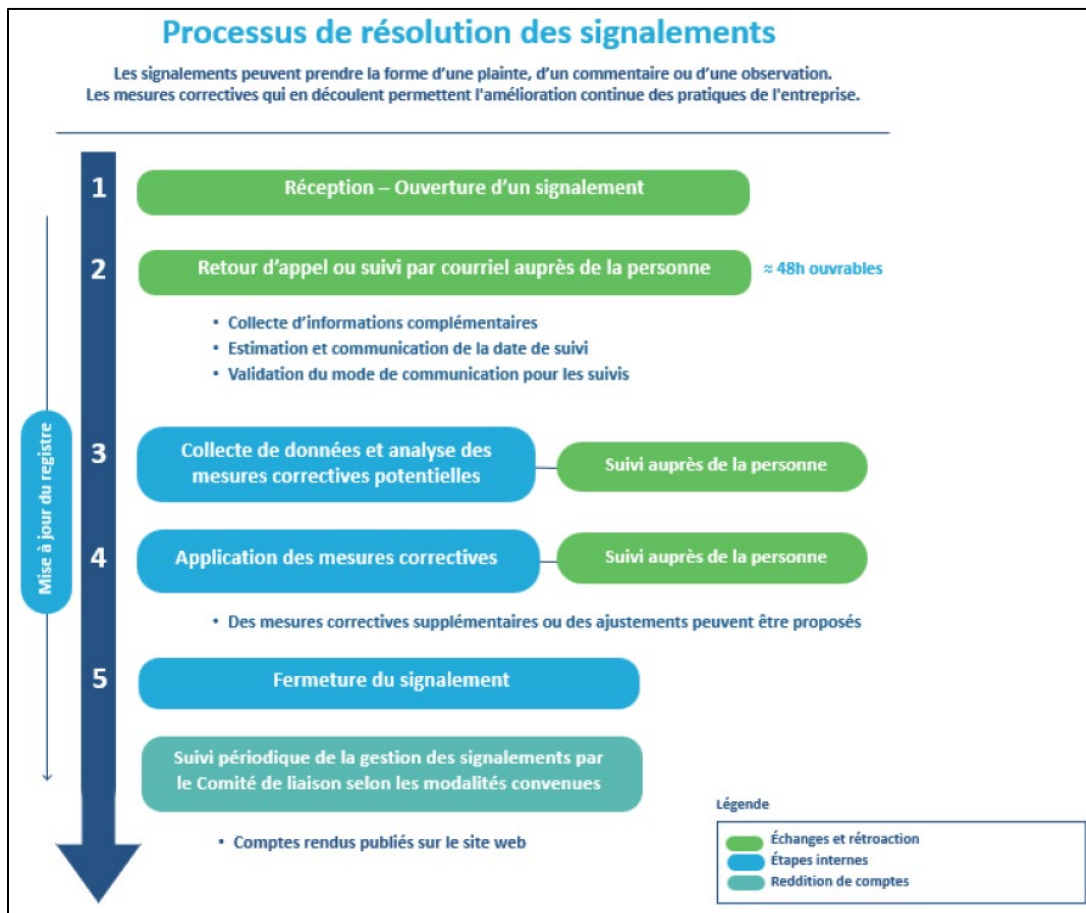 Processus de résolution des signalements
Les signalements peuvent prendre la forme d'une plainte, d'un commentaire ou d'une observation.
Les mesures correctives qui en découlent permettent l'amélioration continue des pratiques de l'entreprise.
1
Réception – Ouverture d'un signalement
2
Retour d'appel ou suivi par courriel auprès de la personne
≈ 48h ouvrables
• Collecte d'informations complémentaires
• Estimation et communication de la date de suivi
• Validation du mode de communication pour les suivis
Mise à jour du registre
3
Collecte de données et analyse des
mesures correctives potentielles
Suivi auprès de la personne
4
Application des mesures correctives
Suivi auprès de la personne
• Des mesures correctives supplémentaires ou des ajustements peuvent être proposés
5
Fermeture du signalement
Suivi périodique de la gestion des signalements par
le Comité de liaison selon les modalités convenues
• Comptes rendus publiés sur le site web
Légende
Échanges et rétroaction
Étapes internes
Reddition de comptes